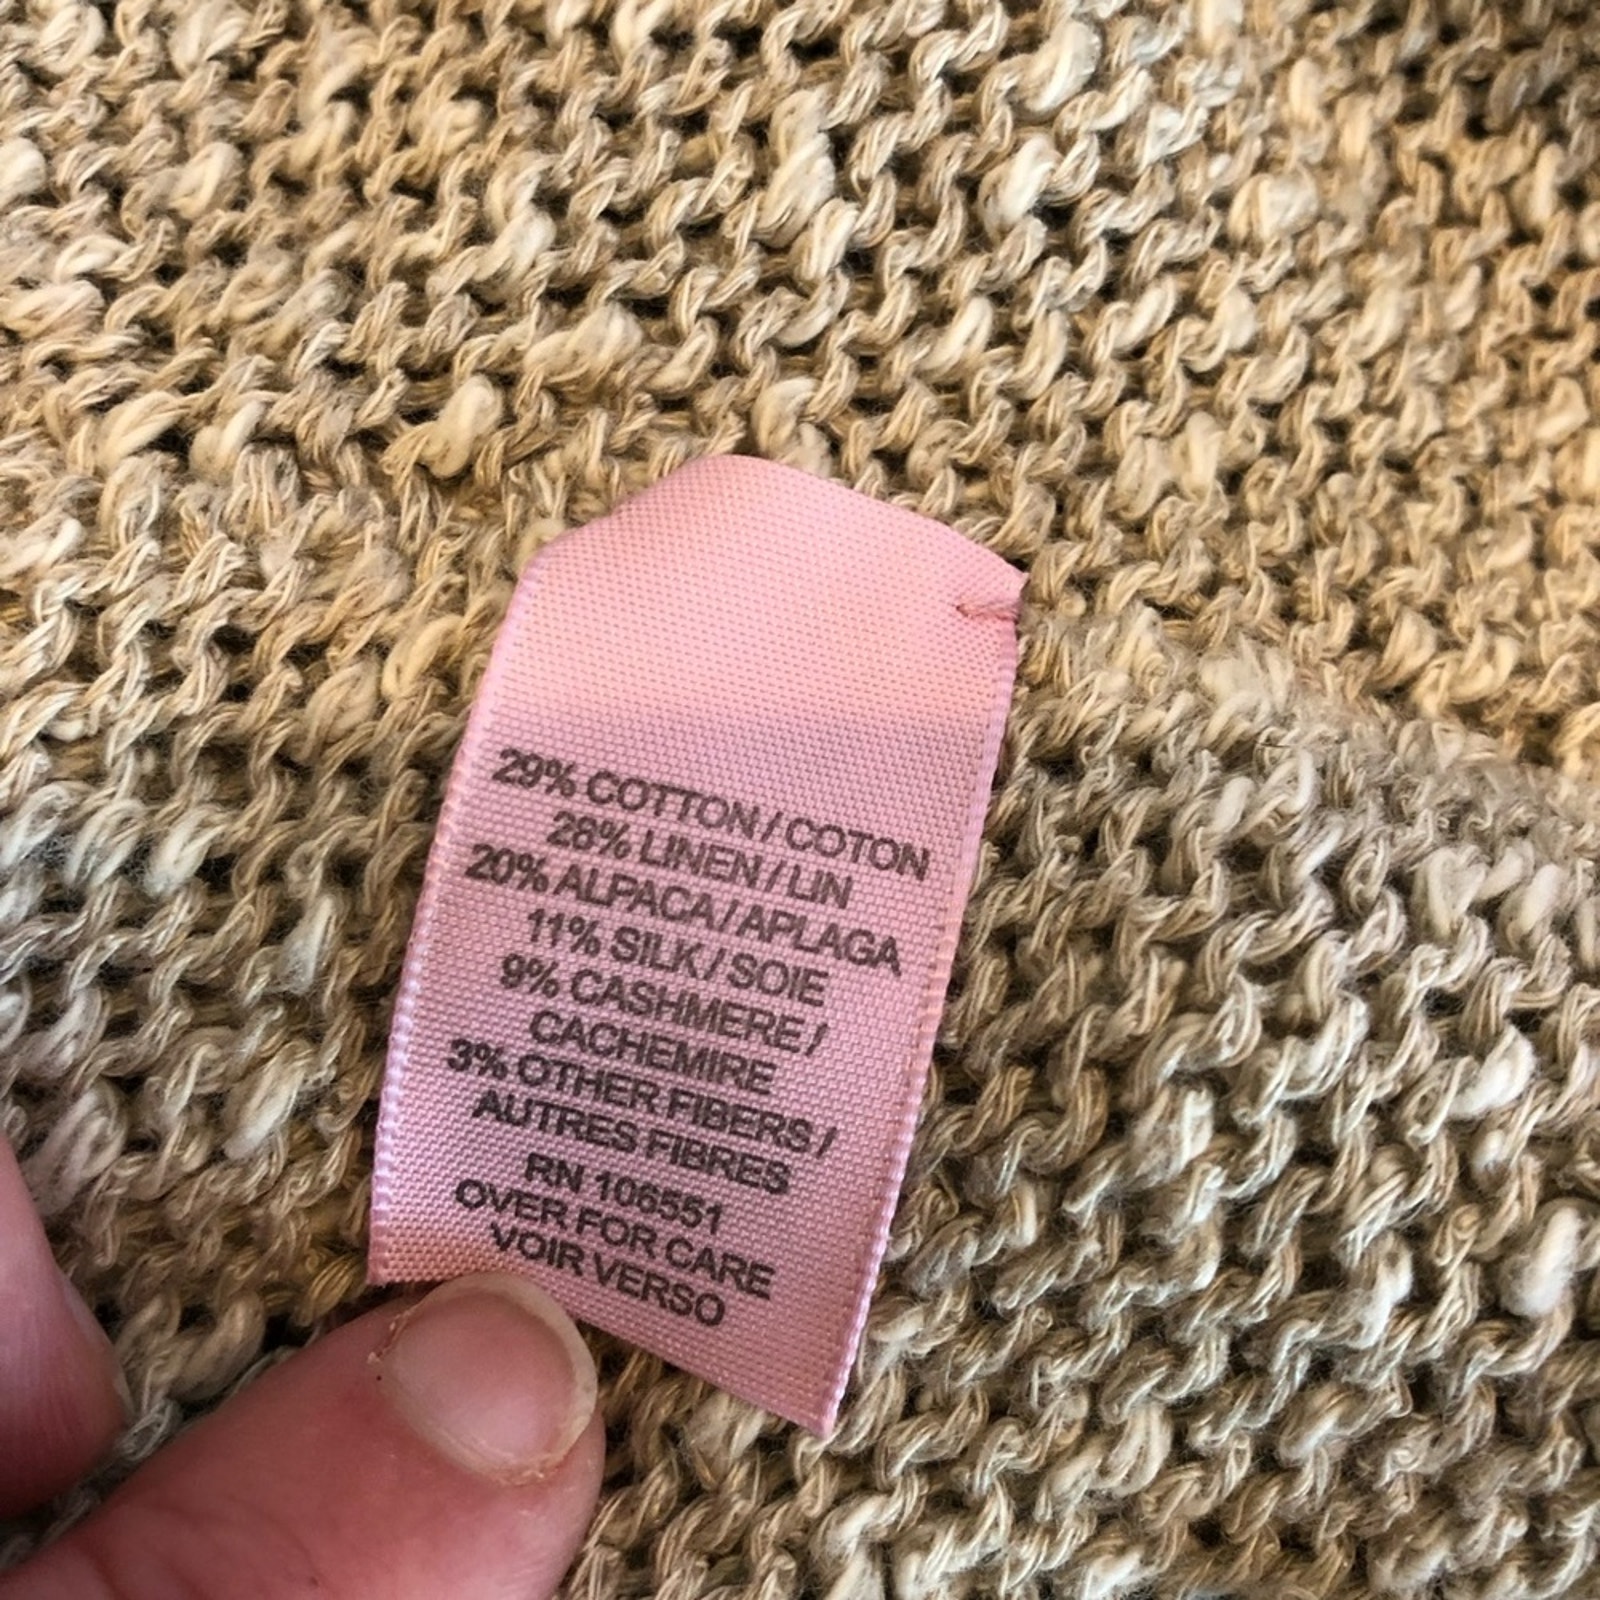 29% COTTON / COTON
28% LINEN / LIN
20% ALPACA / APLAGA
11% SILK / SOIE
9% CASHMERE /
CACHEMIRE
3% OTHER FIBERS /
AUTRES FIBRES
RN 106551
OVER FOR CARE
VOIR VERSO